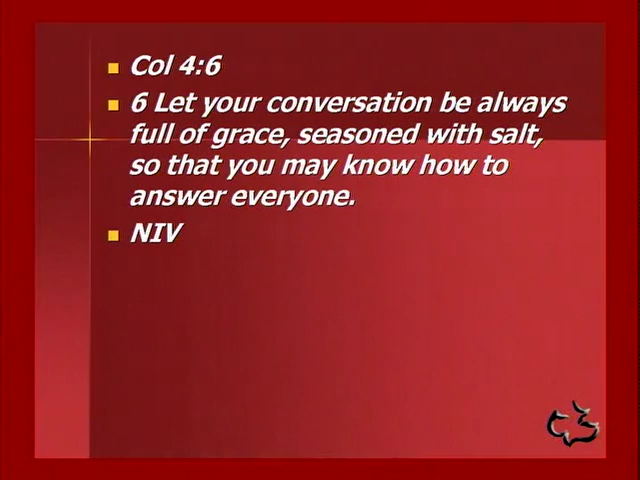 Col 4:6
6 Let your conversation be always
full of grace, seasoned with salt,
so that you may know how to
answer everyone.
NIV
C3